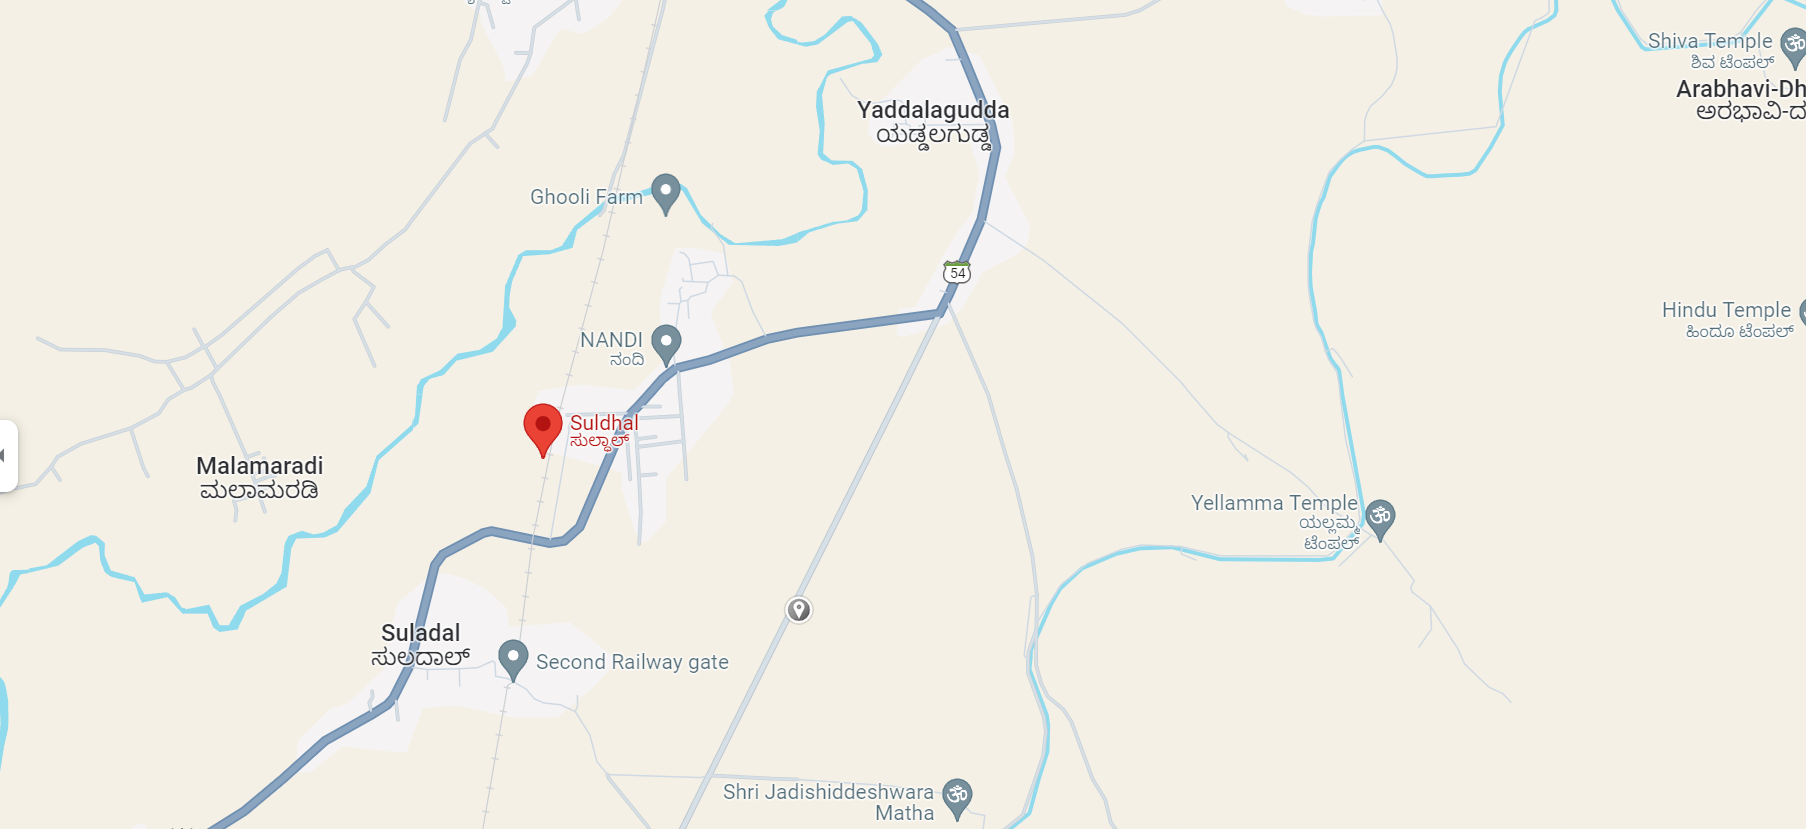 Shiva Temple
ಶಿವ ಟೆಂಪಲ್
Arabhavi-Dh
ಅರಭಾವಿ-ದ
Yaddalagudda
ಯಡ್ಡಲಗುಡ್ಡ
Ghooli Farm
54
Hindu Temple
ಹಿಂದೂ ಟೆಂಪಲ್
NANDI
ನಂದಿ
Suldhal
ಸುಲ್ಧಾಲ್
Malamaradi
ಮಲಾಮರಡಿ
Yellamma Temple
ಯಲ್ಲಮ್ಮ
ಟೆಂಪಲ್
Suladal
ಸುಲದಾಲ್
Second Railway gate
Shri Jadishiddeshwara
Matha